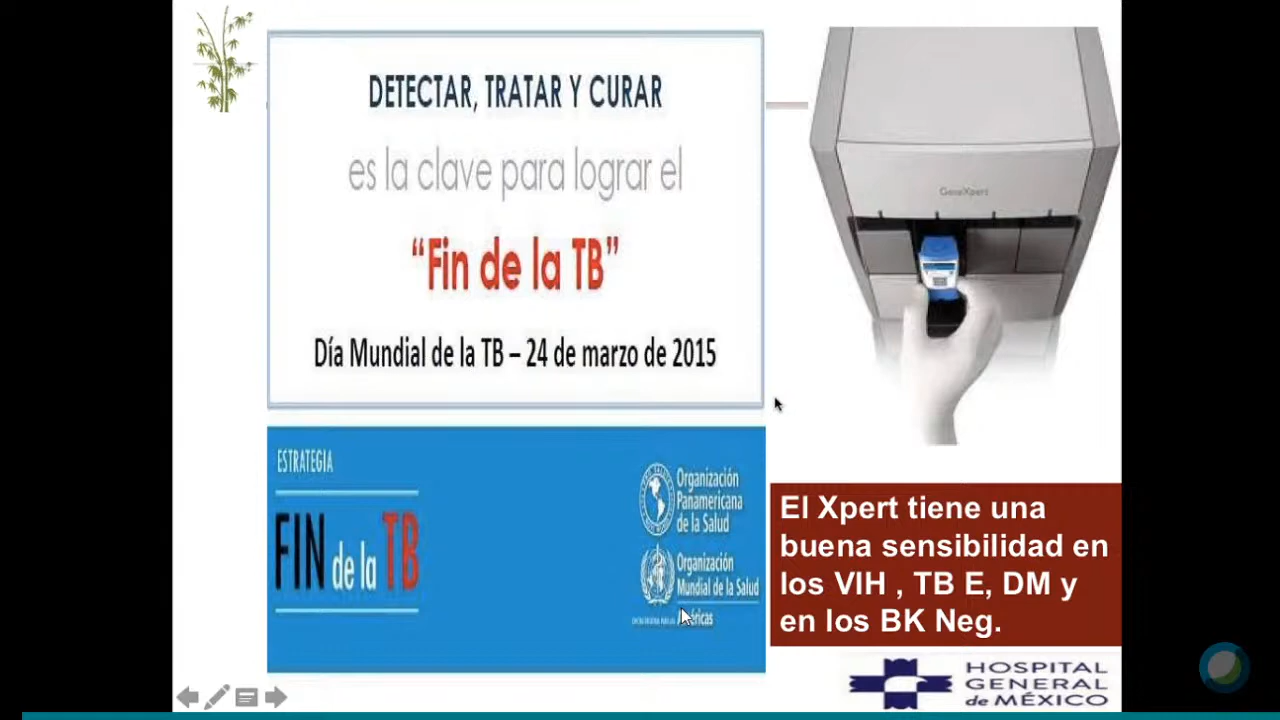 DETECTAR, TRATAR Y CURAR
es la clave para lograr el
“Fin de la TB”
Día Mundial de la TB – 24 de marzo de 2015
GeneXpert
ESTRATEGIA
FIN de la TB
Organización
Panamericana
de la Salud
Organización
Mundial de la Salud
Américas
El Xpert tiene una
buena sensibilidad en
los VIH , TB E, DM y
en los BK Neg.
HOSPITAL
GENERAL
de MÉXICO